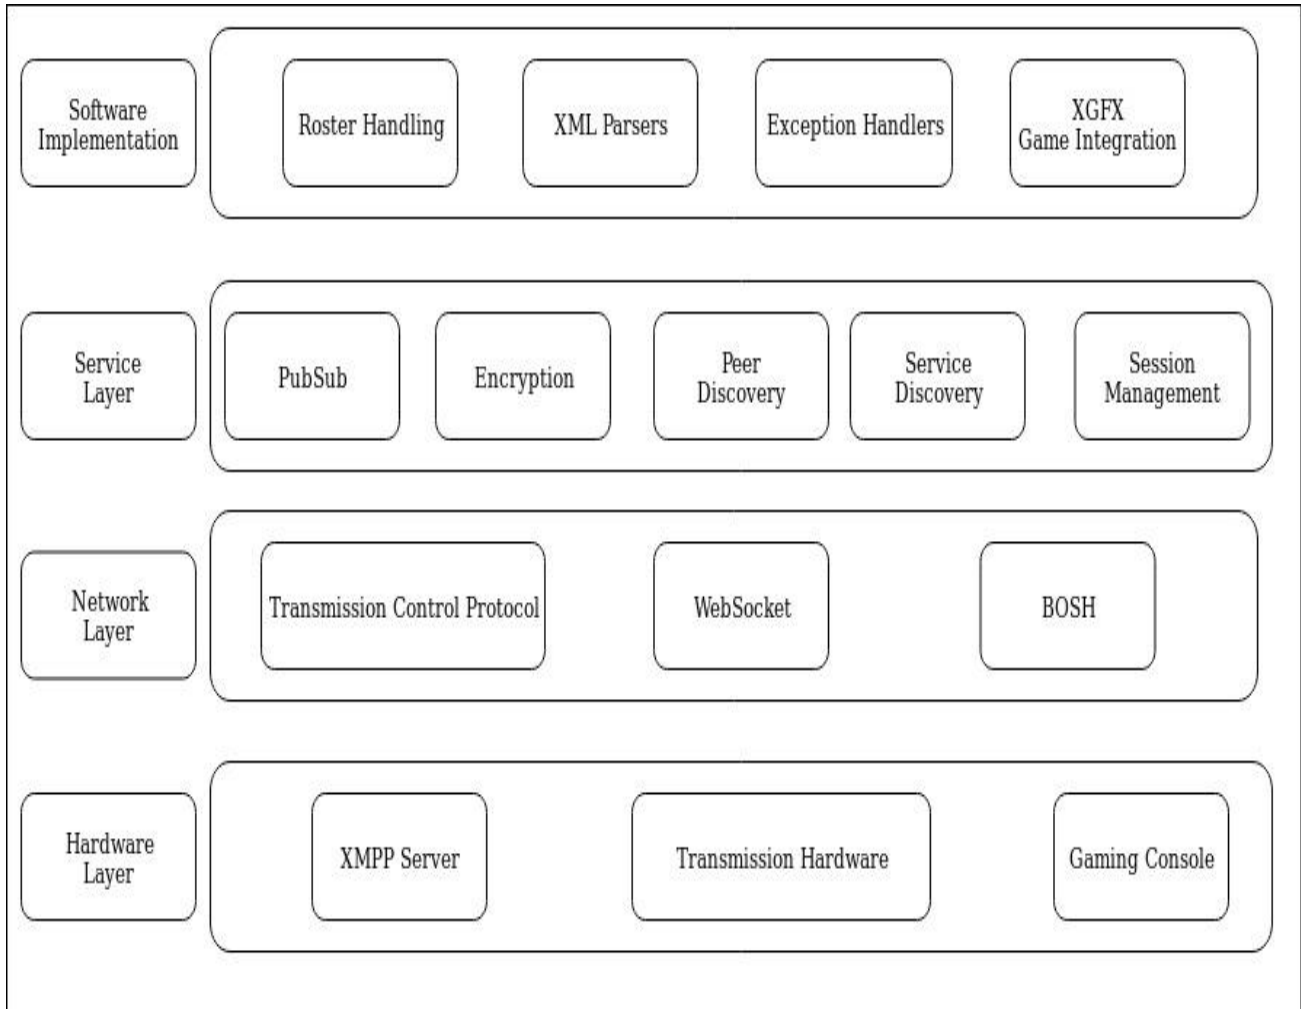 Software
Implementation
Roster Handling
XML Parsers
Exception Handlers
XGFX
Game Integration
Service
Layer
PubSub
Encryption
Peer
Discovery
Service
Discovery
Session
Management
Network
Layer
Transmission Control Protocol
WebSocket
BOSH
Hardware
Layer
XMPP Server
Transmission Hardware
Gaming Console